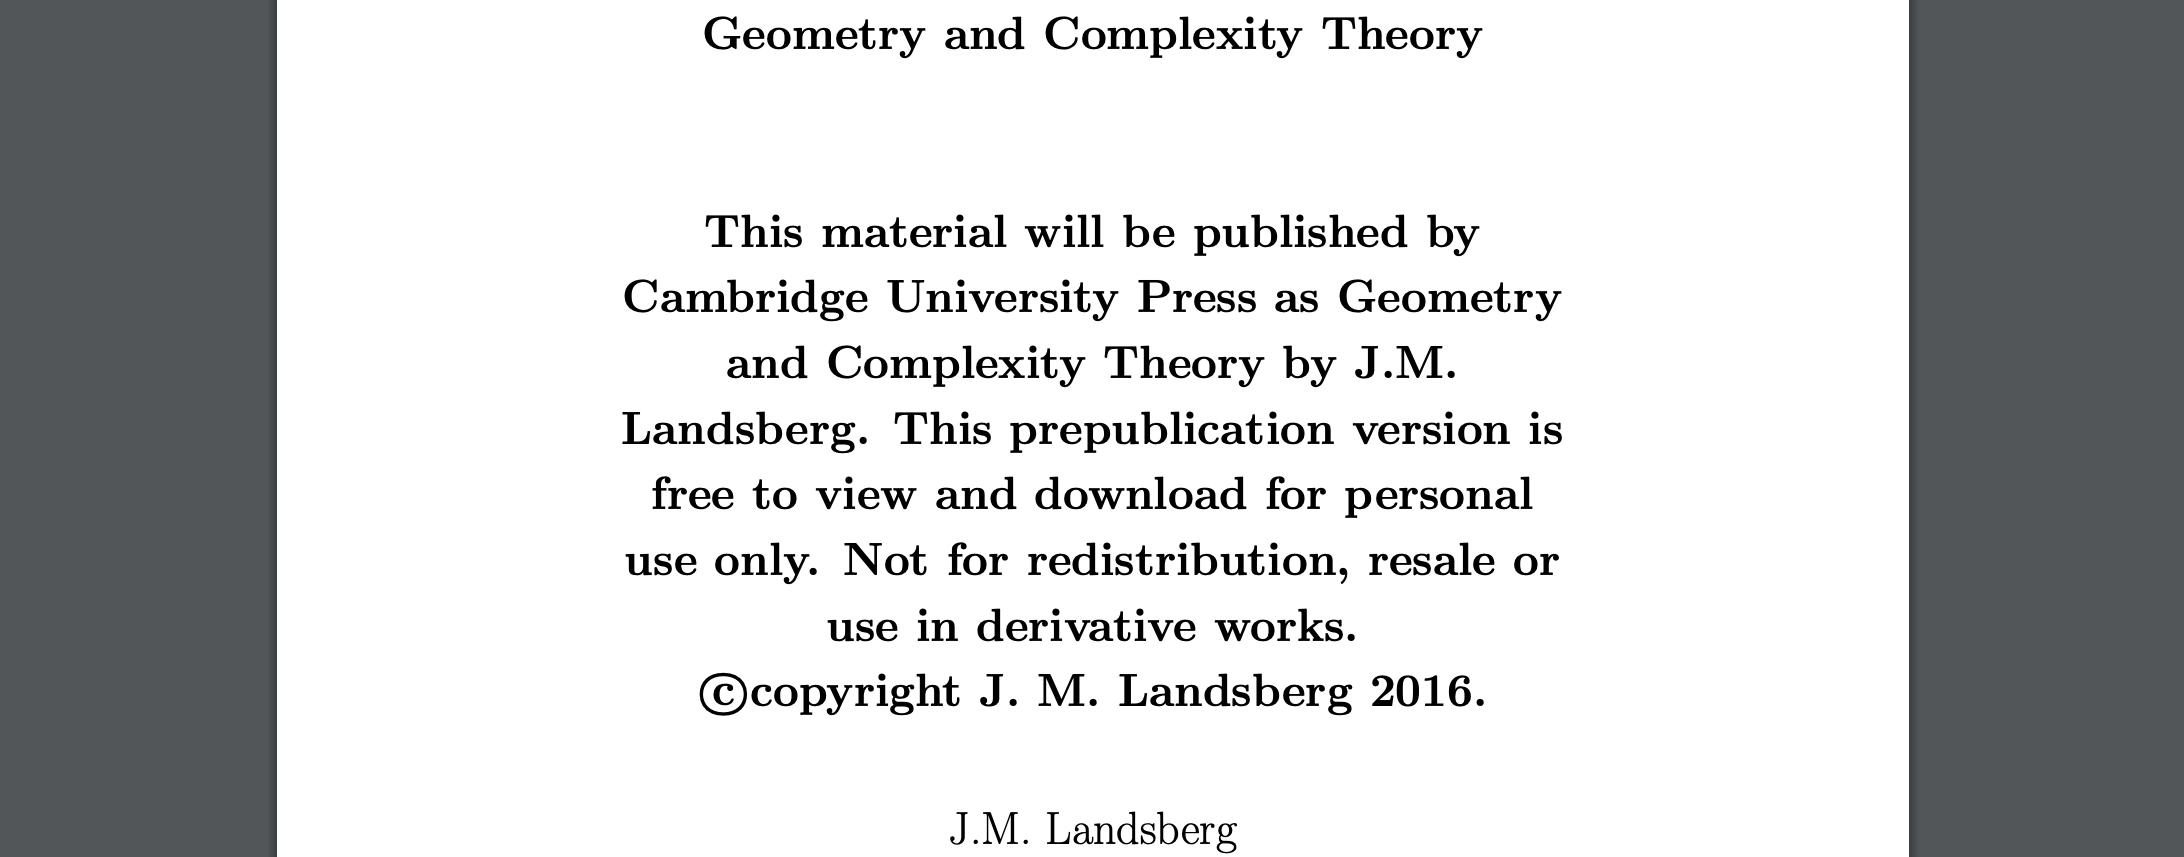 Geometry and Complexity Theory
This material will be published by
Cambridge University Press as Geometry
and Complexity Theory by J.M.
Landsberg. This prepublication version is
free to view and download for personal
use only. Not for redistribution, resale or
use in derivative works.
©copyright J. M. Landsberg 2016.
J.M. Landsberg